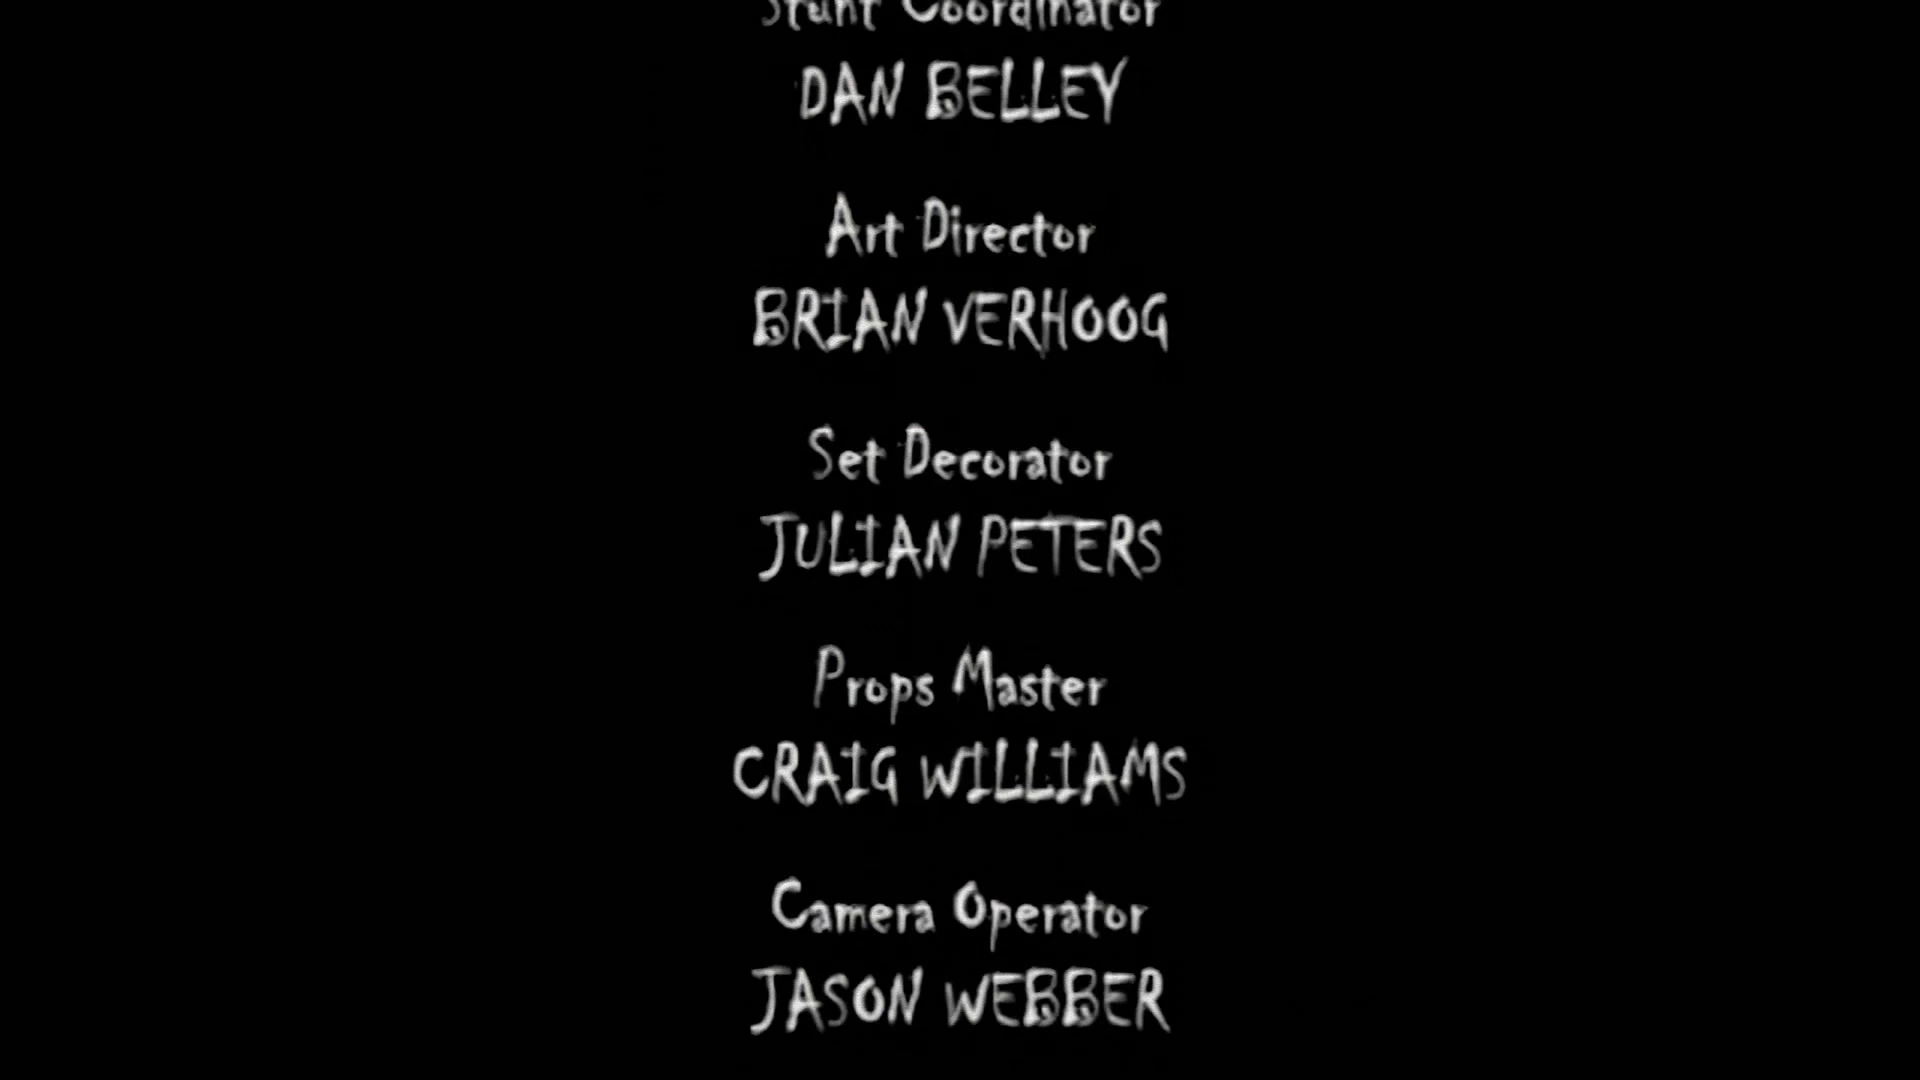 Stunt Coordinator
DAN BELLEY
Art Director
BRIAN VERHOOG
Set Decorator
JULIAN PETERS
Props Master
CRAIG WILLIAMS
Camera Operator
JASON WEBBER